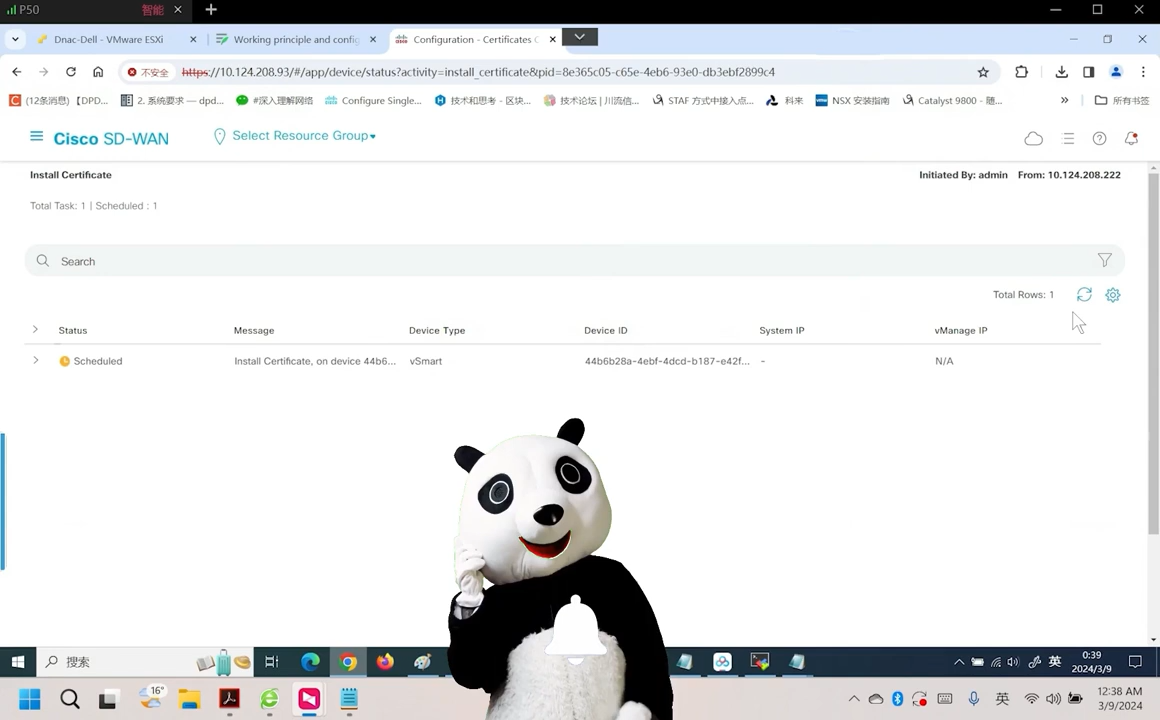 P50 智能
Dnac-Dell - VMware ESXi
Working principle and config
Configuration - Certificates C
不安全 https://10.124.208.93/#/app/device/status?activity=install_certificate&pid=8e365c05-c65e-4eb6-93e0-db3ebf2899c4
(12条消息)【DPD... 2. 系统要求 — dpd... #深入理解网络 Configure Single... 技术和思考 - 区块... 技术论坛 | 川流信... STAF 方式中接入点... 科来 NSX 安装指南 Catalyst 9800 - 随... » 所有书签
Cisco SD-WAN Select Resource Group
Install Certificate Initiated By: admin From: 10.124.208.222
Total Task: 1 | Scheduled : 1
Search
Total Rows: 1
Status Message Device Type Device ID System IP vManage IP
Scheduled Install Certificate, on device 44b6... vSmart 44b6b28a-4ebf-4dcd-b187-e42f... - N/A
搜索 英 0:39
2024/3/9
16° 英 12:38 AM
3/9/2024